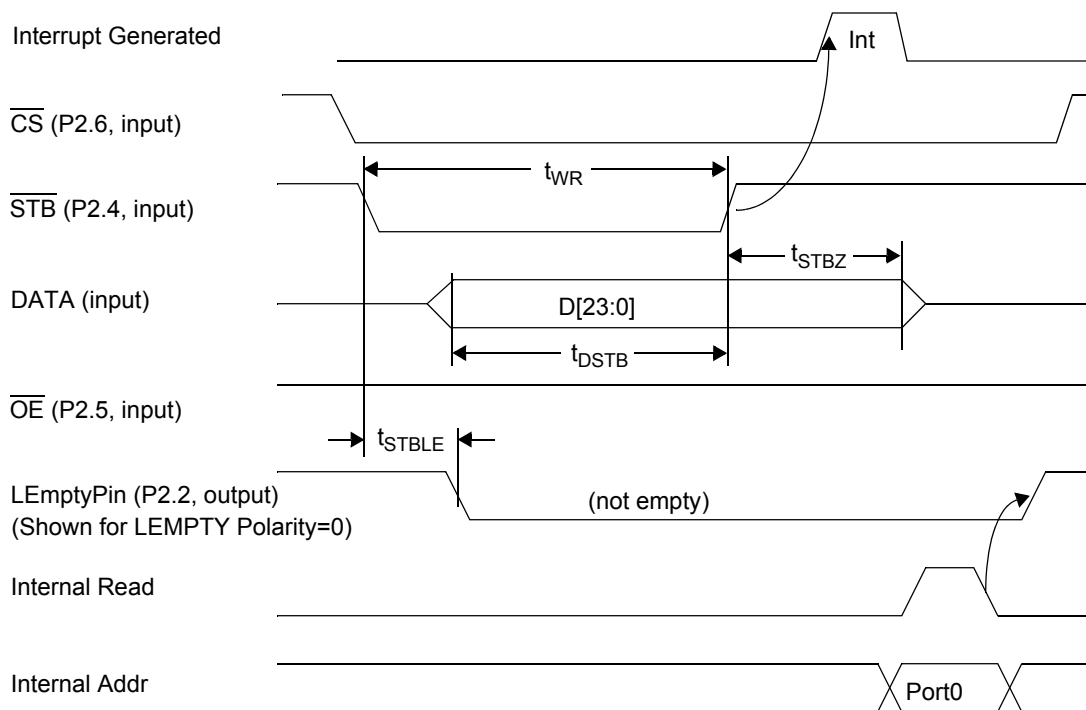 Interrupt Generated
Int
CS (P2.6, input)
tWR
STB (P2.4, input)
tSTBZ
DATA (input)
D[23:0]
tDSTB
OE (P2.5, input)
tSTBLE
LEmptyPin (P2.2, output)
(not empty)
(Shown for LEMPTY Polarity=0)
Internal Read
Internal Addr
Port0